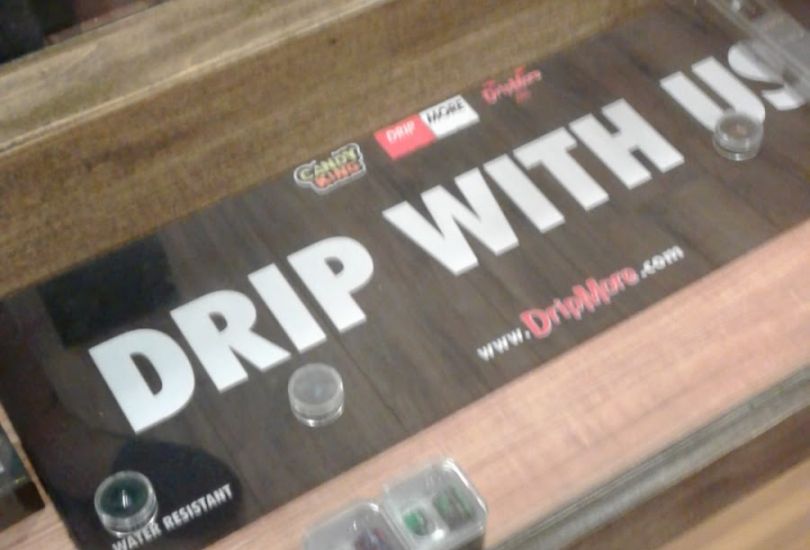 CANDY KING
DRIP MORE
DripMore
DRIP WITH US
www.DripMore.com
WATER RESISTANT